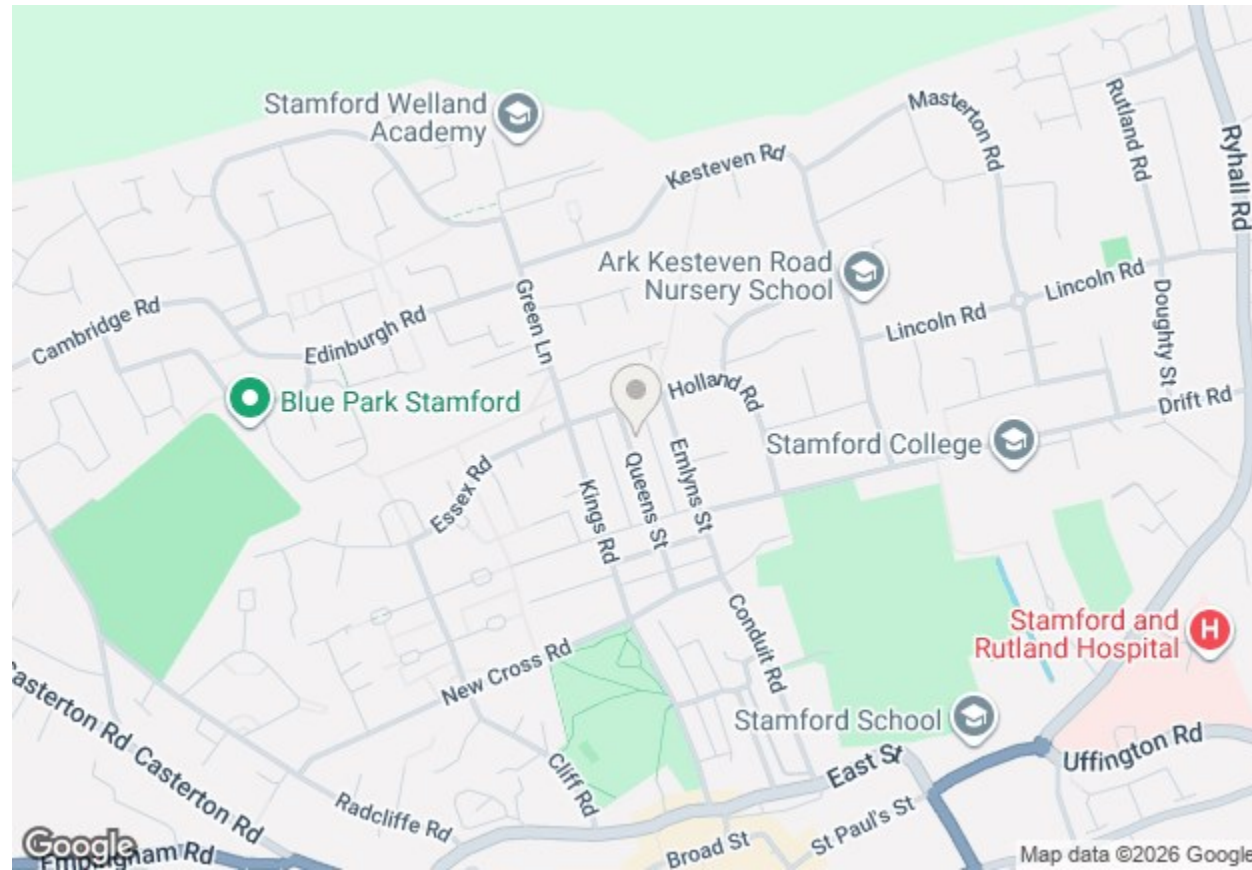 Stamford Welland
Academy
Masterton Rd
Rutland Rd
Ryhall Rd
Kesteven Rd
Ark Kesteven Road
Nursery School
Green Ln
Lincoln Rd
Lincoln Rd
Doughty St
Cambridge Rd
Edinburgh Rd
Blue Park Stamford
Holland Rd
Drift Rd
Stamford College
Essex Rd
Kings Rd
Queens St
Emlyns St
Conduit Rd
Stamford and
Rutland Hospital
H
New Cross Rd
Casterton Rd
Casterton Rd
Stamford School
Cliff Rd
East St
Uffington Rd
Radcliffe Rd
Broad St
St Paul's St
Google
Empingham Rd
Map data ©2026 Google